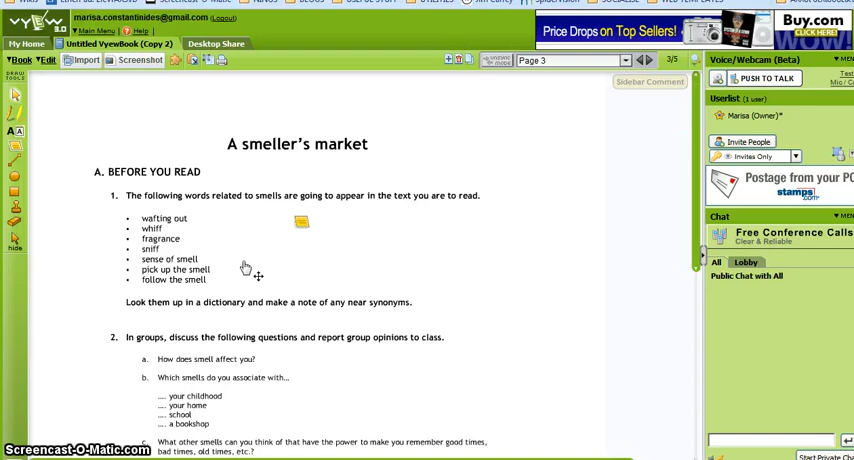 marisa.constantinides@gmail.com (Logout)
VYEW 3.0
Main Menu Help
Price Drops on Top Sellers!
Buy.com
CLICK HERE!
My Home
Untitled VyewBook (Copy 2)
Desktop Share
Book Edit Import Screenshot
Page 3
3/5
Voice/Webcam (Beta)
DRAW TOOLS
Sidebar Comment
PUSH TO TALK
Userlist (1 user)
Marisa (Owner)*
Invite People
Invites Only
Postage from your PC
stamps.com
Chat
Free Conference Calls
Clear & Reliable
All Lobby
Public Chat with All
hide
A smeller's market
A. BEFORE YOU READ
1. The following words related to smells are going to appear in the text you are to read.
• wafting out
• whiff
• fragrance
• sniff
• sense of smell
• pick up the smell
• follow the smell
Look them up in a dictionary and make a note of any near synonyms.
2. In groups, discuss the following questions and report group opinions to class.
a. How does smell affect you?
b. Which smells do you associate with...
.... your childhood
.... your home
.... school
.... a bookshop
c. What other smells can you think of that have the power to make you remember good times,
bad times, old times, etc.?
Screencast-O-Matic.com
Start Private Cha